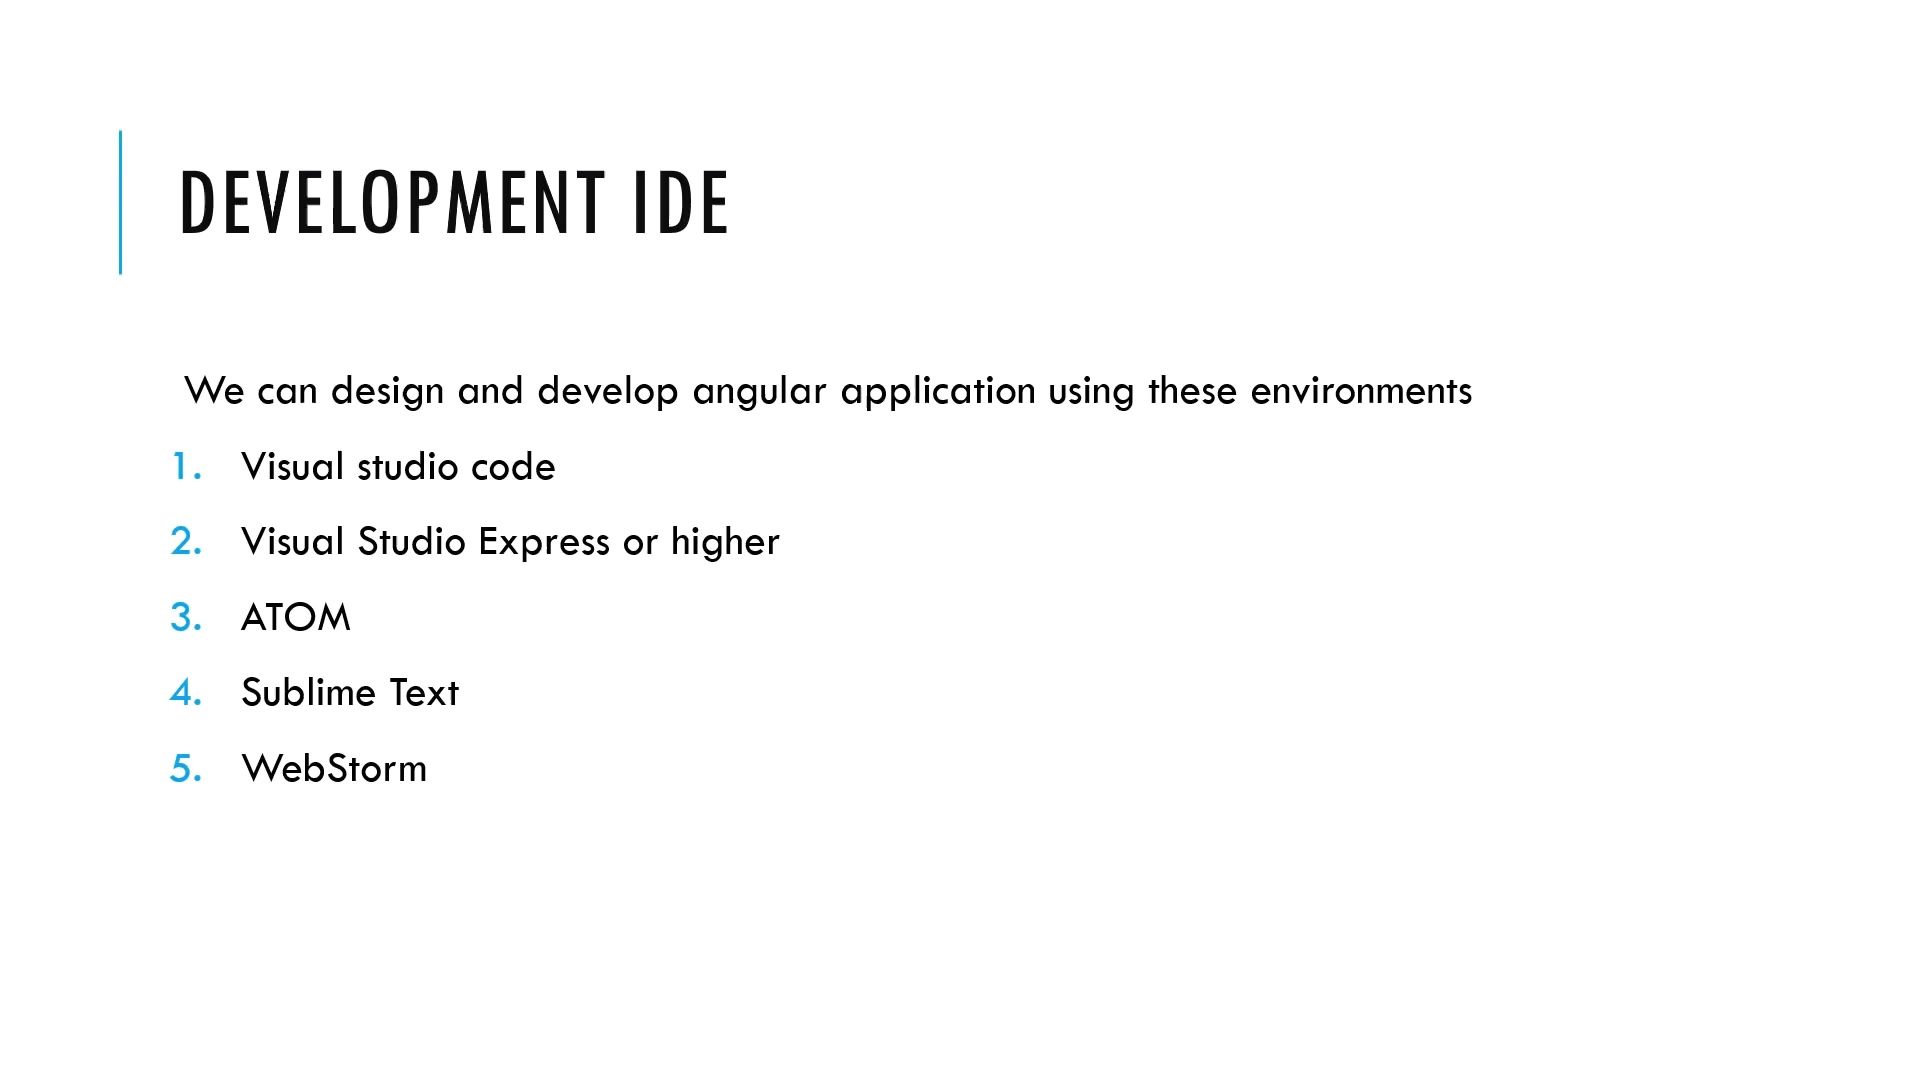 DEVELOPMENT IDE
We can design and develop angular application using these environments
1. Visual studio code
2. Visual Studio Express or higher
3. ATOM
4. Sublime Text
5. WebStorm